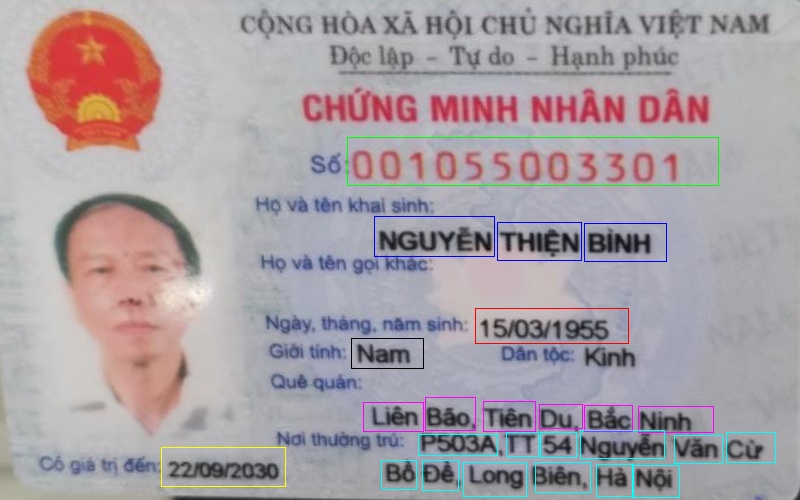 CỘNG HÒA XÃ HỘI CHỦ NGHĨA VIỆT NAM
Độc lập - Tự do - Hạnh phúc
CHỨNG MINH NHÂN DÂN
Số: 001055003301
Họ và tên khai sinh:
NGUYỄN THIỆN BÌNH
Họ và tên gọi khác:
Ngày, tháng, năm sinh: 15/03/1955
Giới tính: Nam Dân tộc: Kinh
Quê quán:
Liên Bão, Tiên Du, Bắc Ninh
Nơi thường trú: P503A, TT 54 Nguyễn Văn Cừ
Bồ Đề, Long Biên, Hà Nội
Có giá trị đến: 22/09/2030